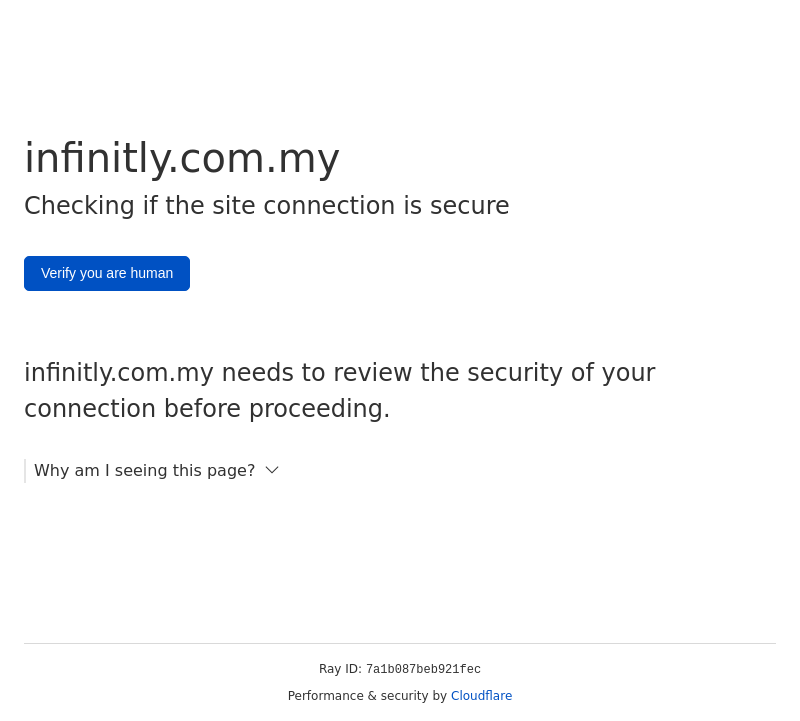 infinitly.com.my
Checking if the site connection is secure
Verify you are human
infinitly.com.my needs to review the security of your
connection before proceeding.
Why am I seeing this page?
Ray ID: 7a1b087beb921fec
Performance & security by Cloudflare